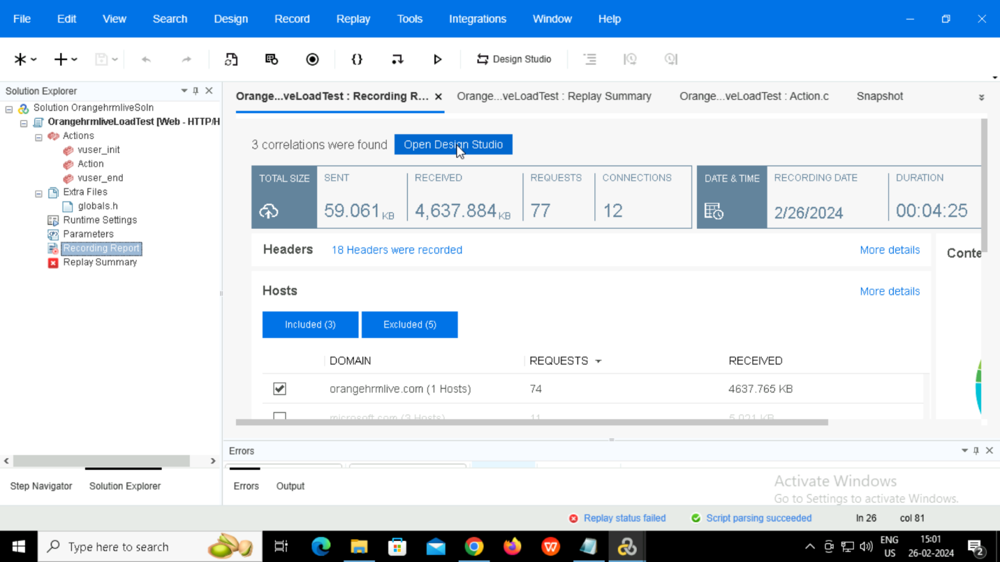 File Edit View Search Design Record Replay Tools Integrations Window Help
Design Studio
Solution Explorer
Solution OrangehrmliveSoln
OrangehrmliveLoadTest [Web - HTTP/H
Actions
vuser_init
Action
vuser_end
Extra Files
globals.h
Runtime Settings
Parameters
Recording Report
Replay Summary
Step Navigator Solution Explorer
Orange...veLoadTest : Recording R... Orange...veLoadTest : Replay Summary Orange...veLoadTest : Action.c Snapshot
3 correlations were found Open Design Studio
TOTAL SIZE SENT RECEIVED REQUESTS CONNECTIONS DATE & TIME RECORDING DATE DURATION
59.061 KB 4,637.884 KB 77 12 2/26/2024 00:04:25
Headers 18 Headers were recorded More details Conte
Hosts More details
Included (3) Excluded (5)
DOMAIN REQUESTS RECEIVED
orangehrmlive.com (1 Hosts) 74 4637.765 KB
microsoft.com (3 Hosts) 11 5.021 KB
Errors
Errors Output
Activate Windows
Go to Settings to activate Windows.
Replay status failed Script parsing succeeded ln 26 col 81
Type here to search
ENG
US
15:01
26-02-2024
2